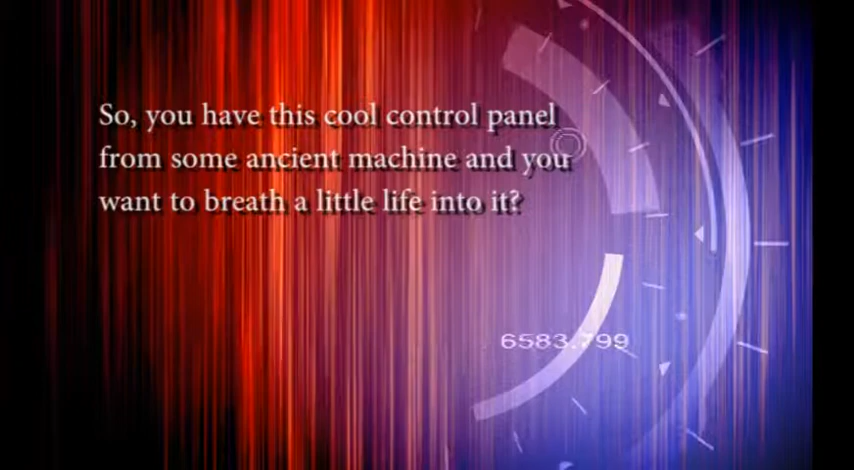 So, you have this cool control panel
from some ancient machine and you
want to breath a little life into it?
6583.799